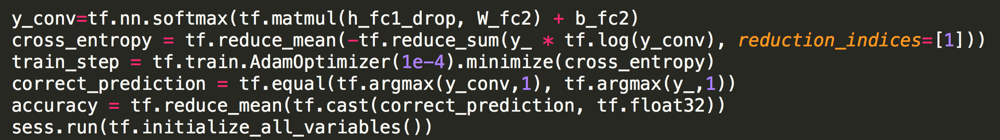 y_conv=tf.nn.softmax(tf.matmul(h_fc1_drop, W_fc2) + b_fc2)
cross_entropy = tf.reduce_mean(-tf.reduce_sum(y_ * tf.log(y_conv), reduction_indices=[1]))
train_step = tf.train.AdamOptimizer(1e-4).minimize(cross_entropy)
correct_prediction = tf.equal(tf.argmax(y_conv,1), tf.argmax(y_,1))
accuracy = tf.reduce_mean(tf.cast(correct_prediction, tf.float32))
sess.run(tf.initialize_all_variables())